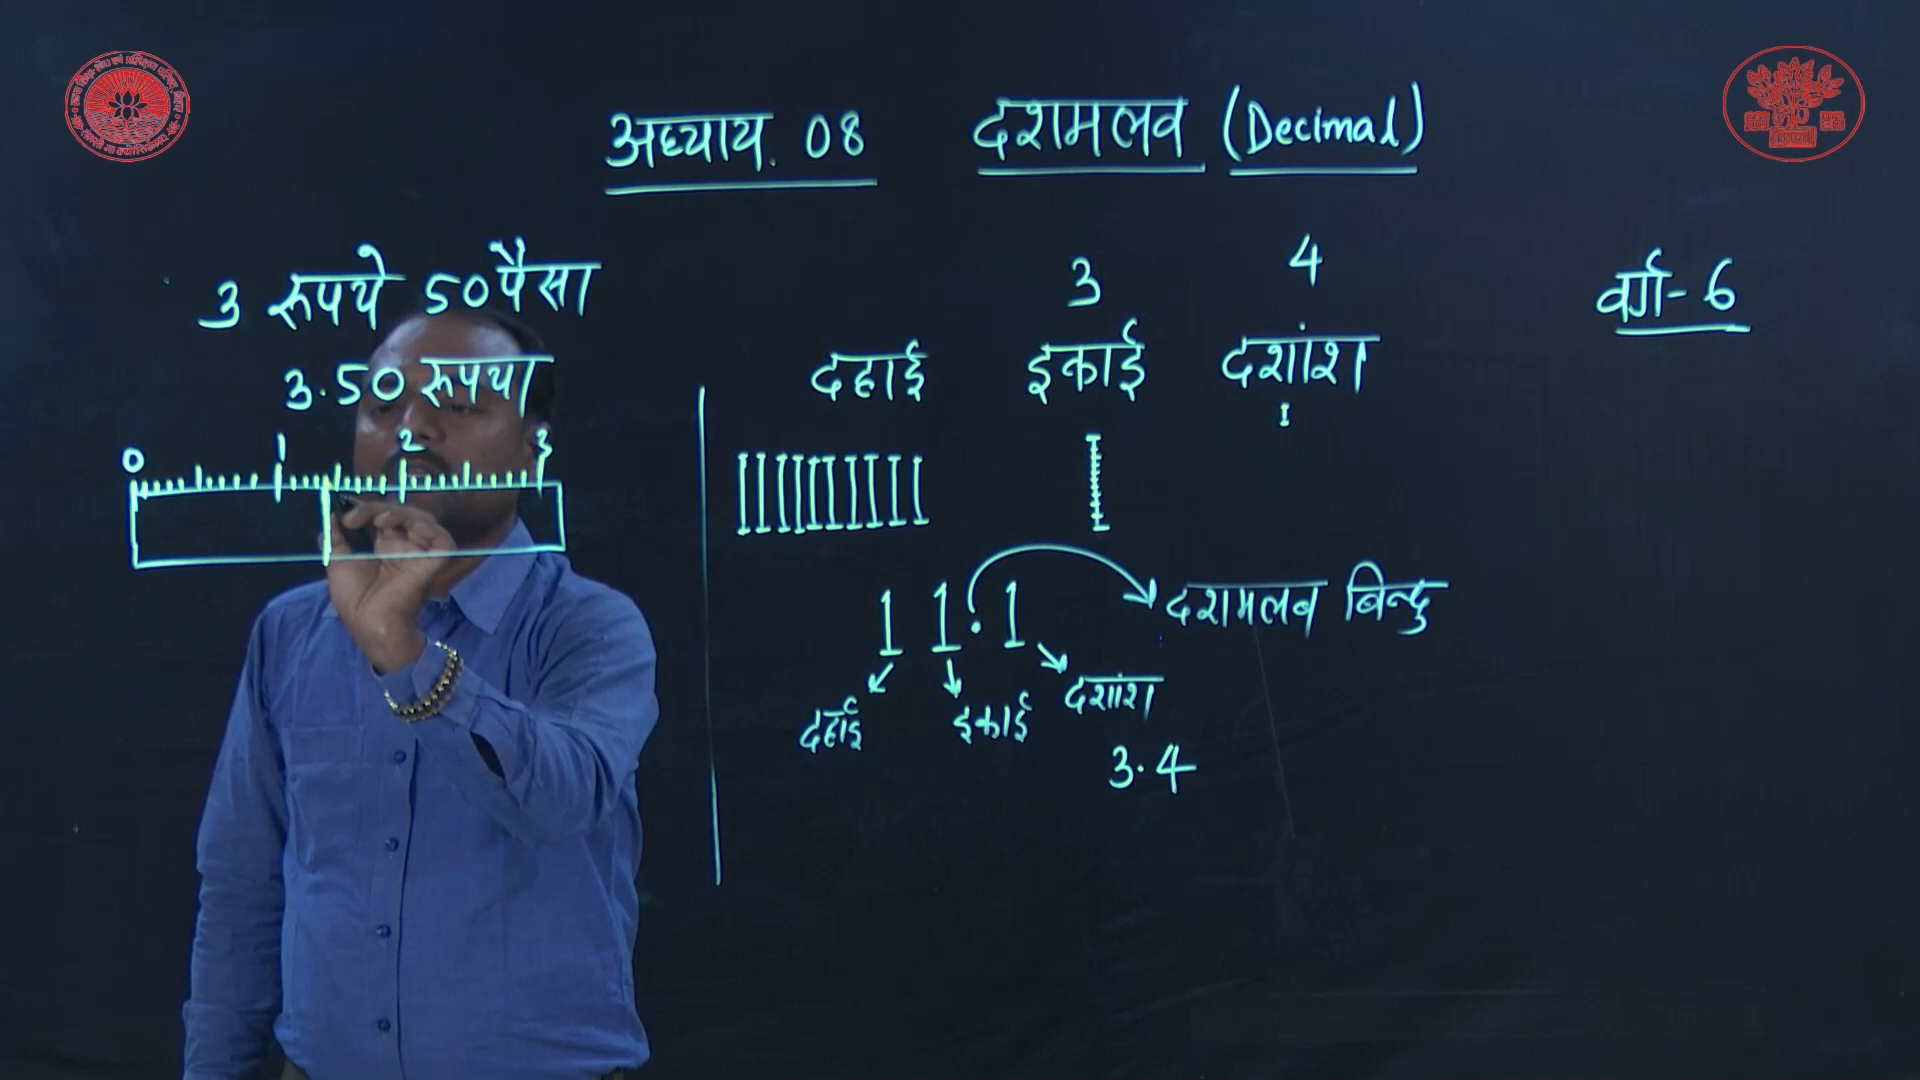 अध्याय. 08 दशमलव (Decimal)
वर्ग- 6
3 रूपये 50 पैसा
3.50 रूपया
0 1 2 3
3 4
दहाई इकाई दशांश
1 1.1
दशमलव बिन्दु
दहाई इकाई दशांश
3.4